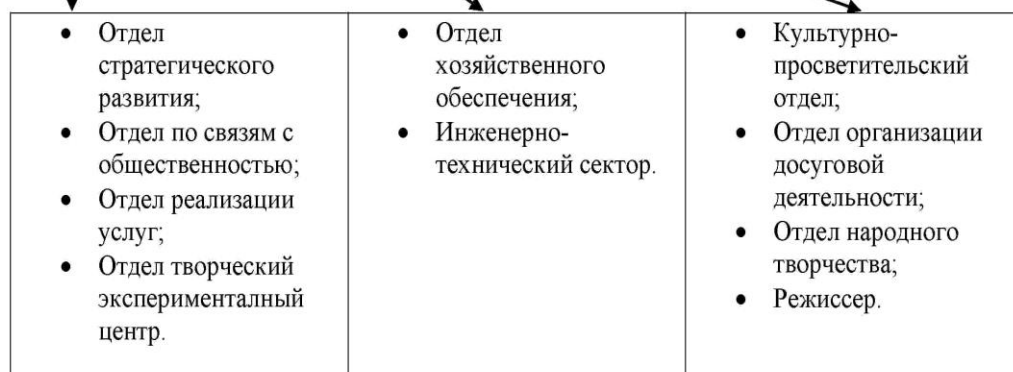 • Отдел
стратегического
развития;
• Отдел по связям с
общественностью;
• Отдел реализации
услуг;
• Отдел творческий
эксперименталный
центр.
• Отдел
хозяйственного
обеспечения;
• Инженерно-
технический сектор.
• Культурно-
просветительский
отдел;
• Отдел организации
досуговой
деятельности;
• Отдел народного
творчества;
• Режиссер.